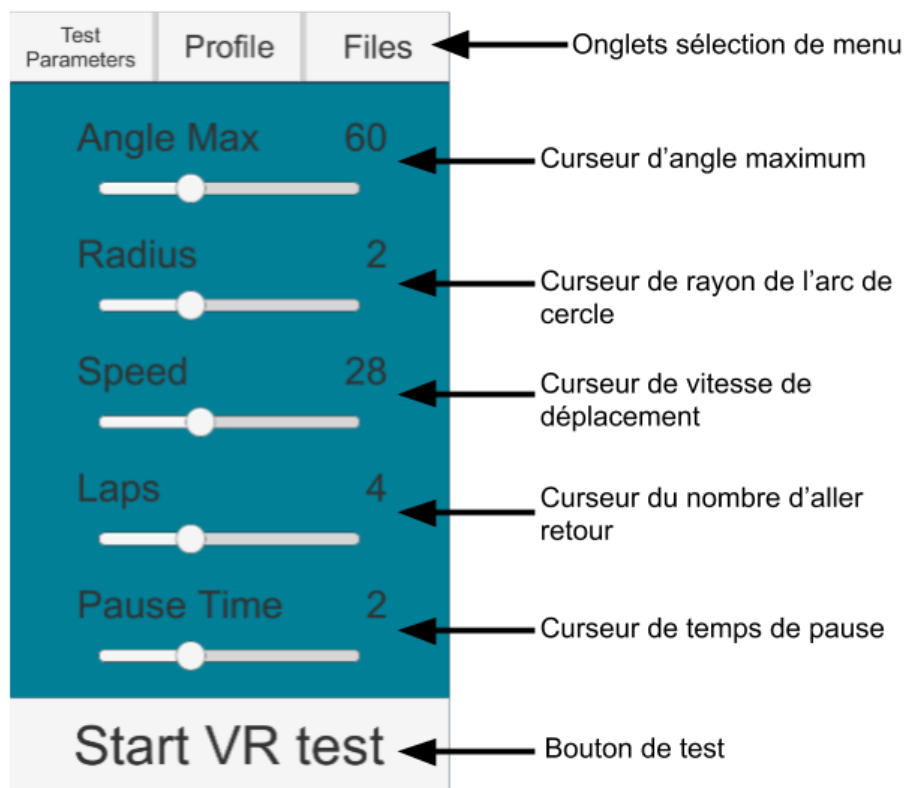 Test
Parameters
Profile
Files
Onglets sélection de menu
Angle Max 60
Curseur d'angle maximum
Radius 2
Curseur de rayon de l'arc de
cercle
Speed 28
Curseur de vitesse de
déplacement
Laps 4
Curseur du nombre d'aller
retour
Pause Time 2
Curseur de temps de pause
Start VR test
Bouton de test